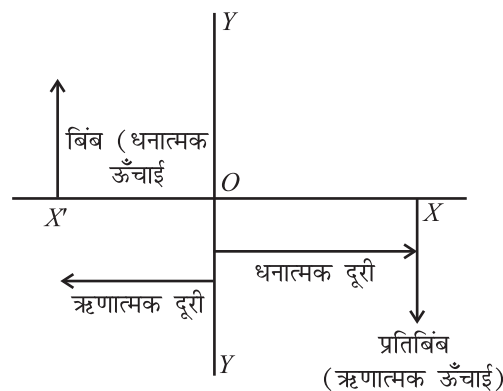 Y
बिंब (धनात्मक
ऊँचाई
O
X'
X
धनात्मक दूरी
ऋणात्मक दूरी
प्रतिबिंब
(ऋणात्मक ऊँचाई)
Y